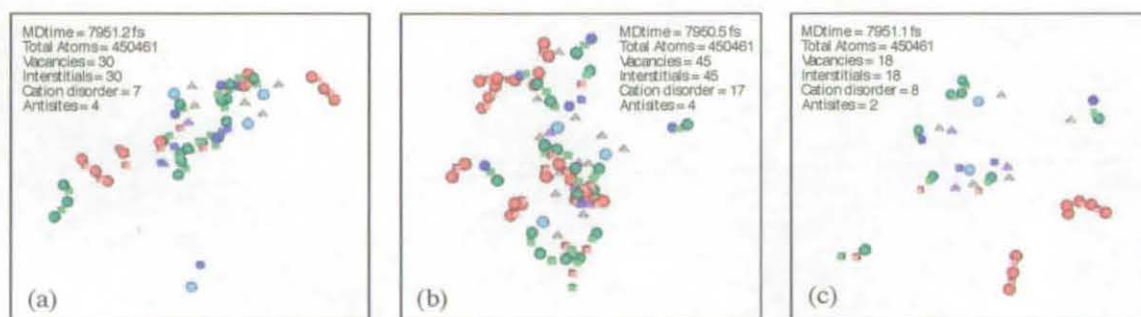 MDtime = 7951.2 fs
Total Atoms = 450461
Vacancies = 30
Interstitials = 30
Cation disorder = 7
Antisites = 4
(a)
MDtime = 7950.5 fs
Total Atoms = 450461
Vacancies = 45
Interstitials = 45
Cation disorder = 17
Antisites = 4
(b)
MDtime = 7951.1 fs
Total Atoms = 450461
Vacancies = 18
Interstitials = 18
Cation disorder = 8
Antisites = 2
(c)